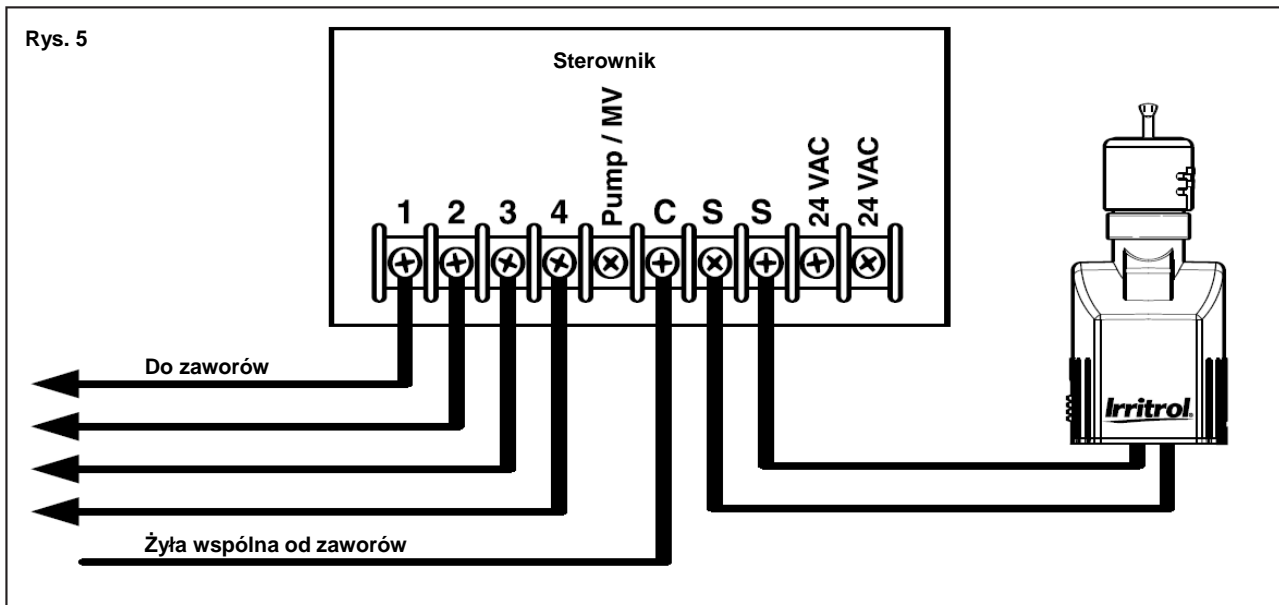 Rys. 5
Sterownik
1 2 3 4 Pump / MV C S S 24 VAC 24 VAC
Do zaworów
Irritrol®
Żyła wspólna od zaworów